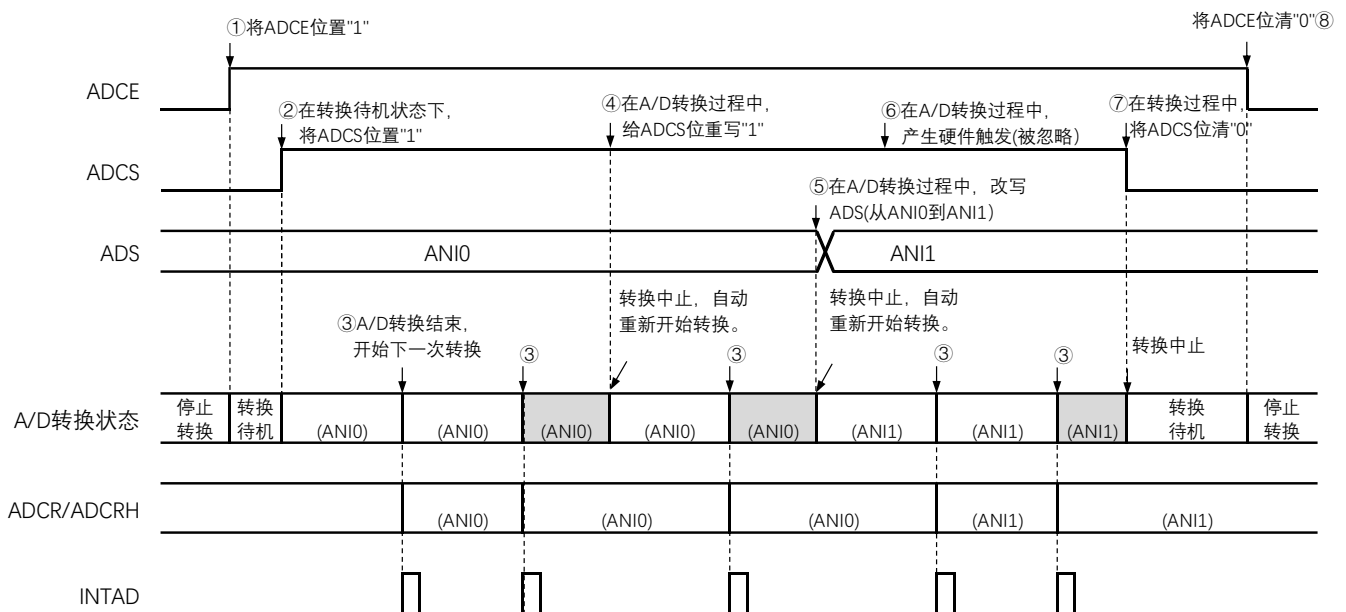 ①将ADCE位置"1"
将ADCE位清"0"⑧
ADCE
②在转换待机状态下，
将ADCS位置"1"
④在A/D转换过程中，
给ADCS位重写"1"
⑥在A/D转换过程中，
产生硬件触发(被忽略）
⑦在转换过程中，
将ADCS位清"0"
ADCS
⑤在A/D转换过程中，改写
ADS(从ANI0到ANI1）
ADS
ANI0
ANI1
③A/D转换结束，
开始下一次转换
③
转换中止，自动
重新开始转换。
③
转换中止，自动
重新开始转换。
③
③
转换中止
A/D转换状态
停止
转换
转换
待机
(ANI0)
(ANI0)
(ANI0)
(ANI0)
(ANI0)
(ANI1)
(ANI1)
(ANI1)
转换
待机
停止
转换
ADCR/ADCRH
(ANI0)
(ANI0)
(ANI0)
(ANI1)
(ANI1)
INTAD